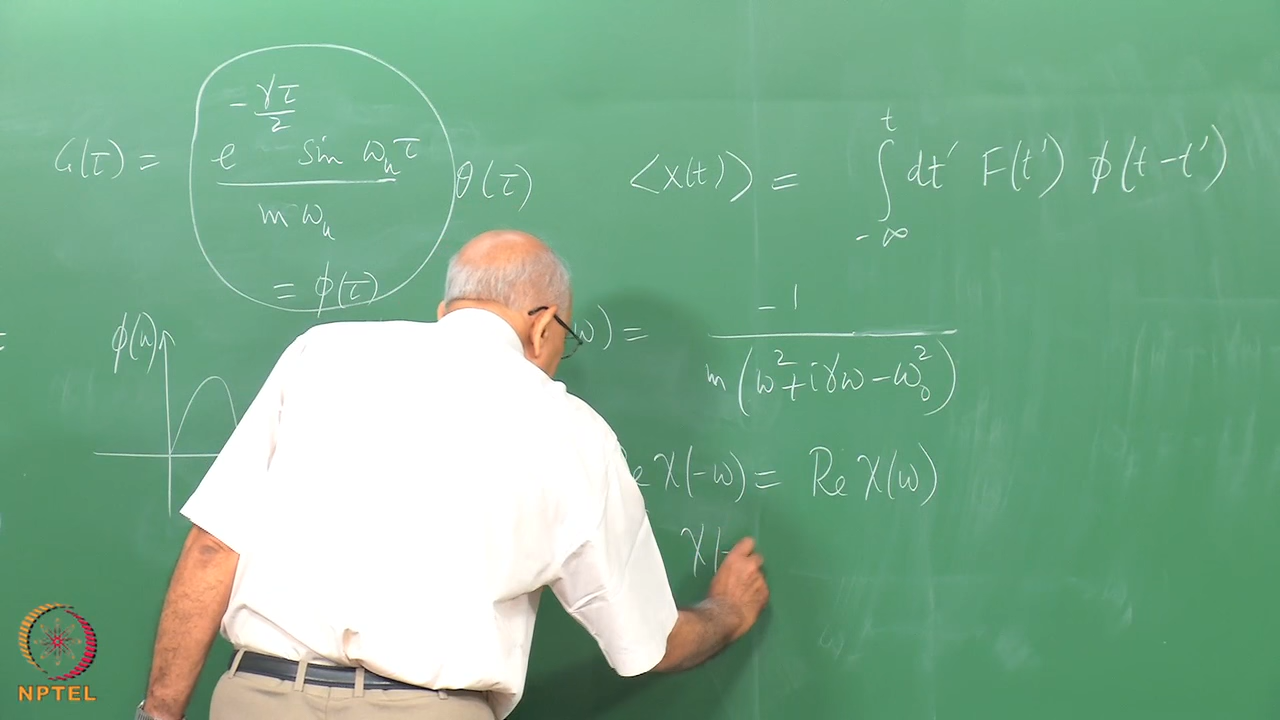 G(τ) = e^{-γτ/2} sin ω_u τ / m ω_u θ(τ)
= φ(τ)
⟨X(t)⟩ = ∫_{-∞}^{t} dt' F(t') φ(t-t')
=
φ(u)
ω) = -1 / m(ω² + iγω - ω₀²)
e χ(-ω) = Re χ(ω)
χ(-
NPTEL